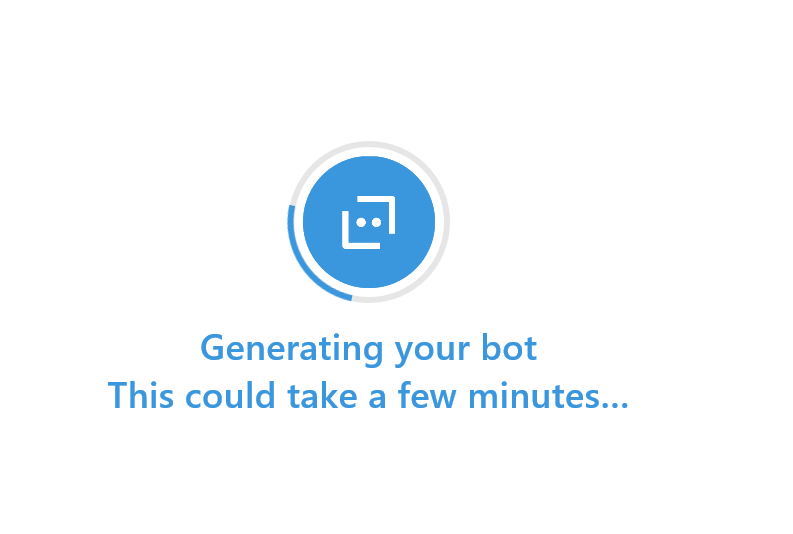 Generating your bot
This could take a few minutes...